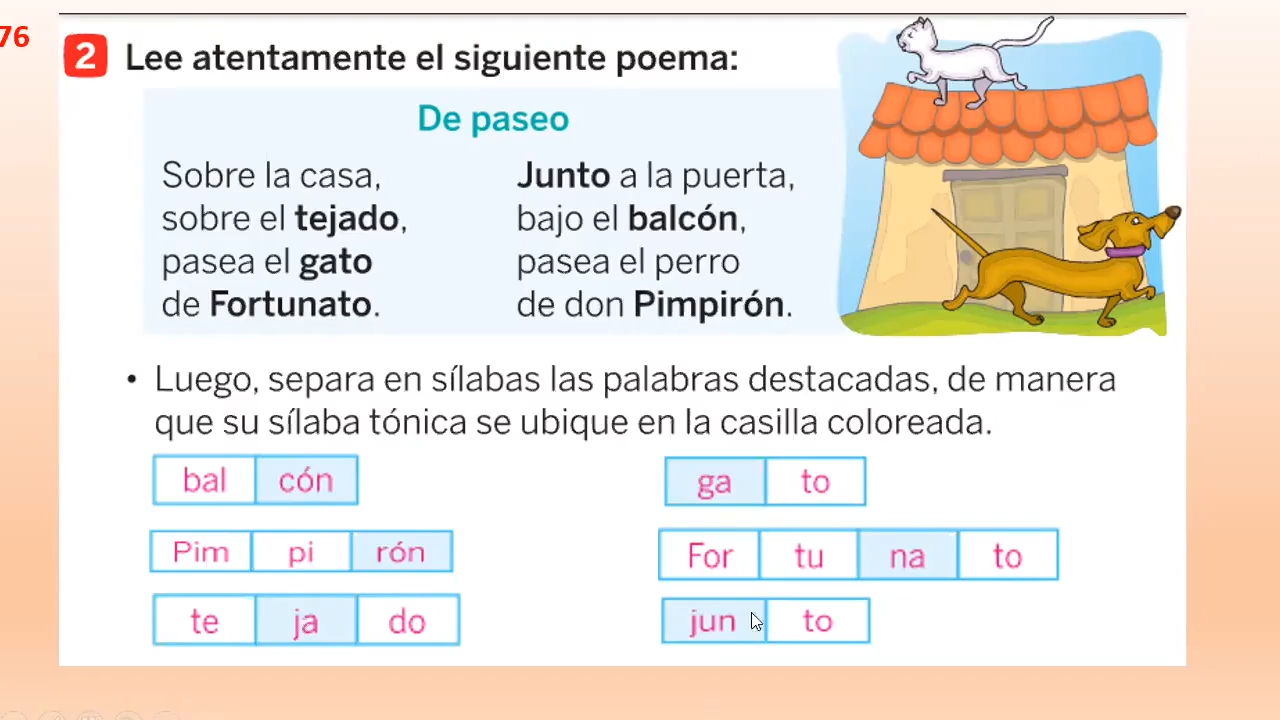 76
2 Lee atentamente el siguiente poema:
De paseo
Sobre la casa,
sobre el tejado,
pasea el gato
de Fortunato.
Junto a la puerta,
bajo el balcón,
pasea el perro
de don Pimpirón.
• Luego, separa en sílabas las palabras destacadas, de manera
que su sílaba tónica se ubique en la casilla coloreada.
bal cón
ga to
Pim pi rón
For tu na to
te ja do
jun to